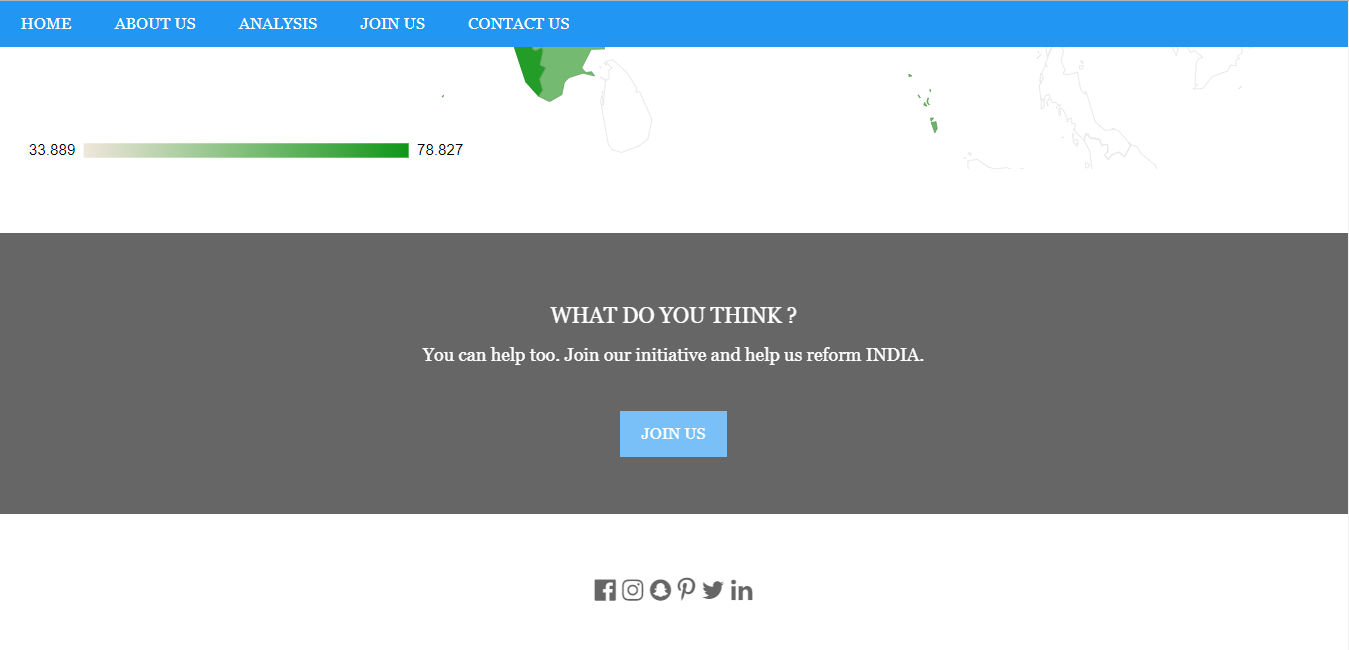 HOME ABOUT US ANALYSIS JOIN US CONTACT US
33.889 78.827
WHAT DO YOU THINK ?
You can help too. Join our initiative and help us reform INDIA.
JOIN US